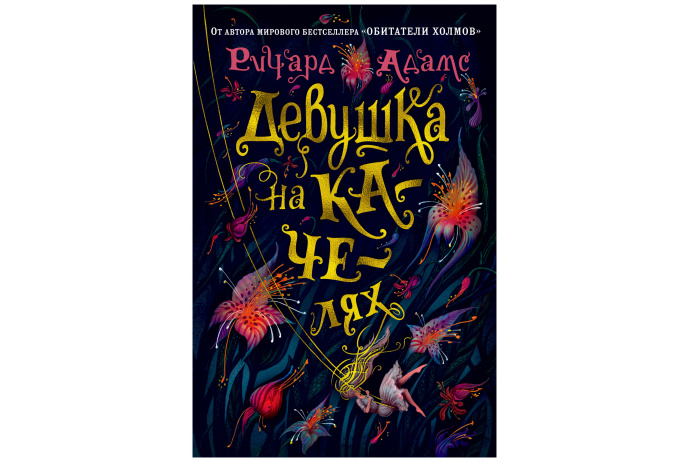 От автора мирового бестселлера «ОБИТАТЕЛИ ХОЛМОВ»
Ричард Адамс
Девушка
на КА-
ЧЕ-
ЛЯХ